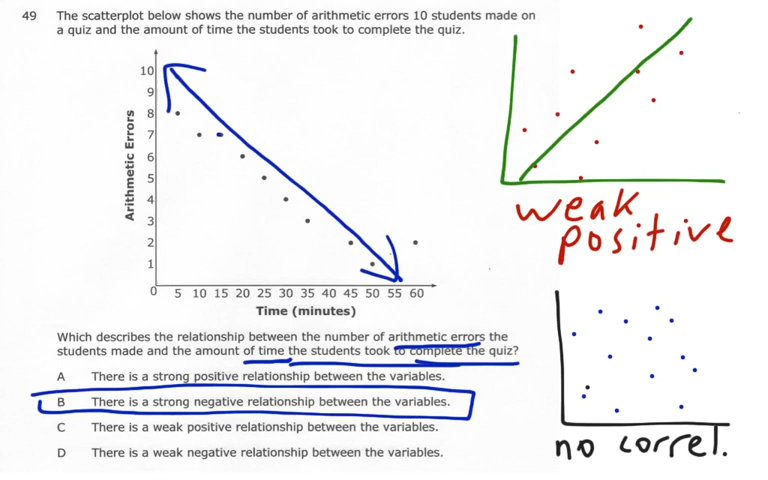 49 The scatterplot below shows the number of arithmetic errors 10 students made on
a quiz and the amount of time the students took to complete the quiz.
10
9
8
7
6
5
4
3
2
1
0 5 10 15 20 25 30 35 40 45 50 55 60
Arithmetic Errors
Time (minutes)
Which describes the relationship between the number of arithmetic errors the
students made and the amount of time the students took to complete the quiz?
A There is a strong positive relationship between the variables.
B There is a strong negative relationship between the variables.
C There is a weak positive relationship between the variables.
D There is a weak negative relationship between the variables.
weak
positive
no correl.